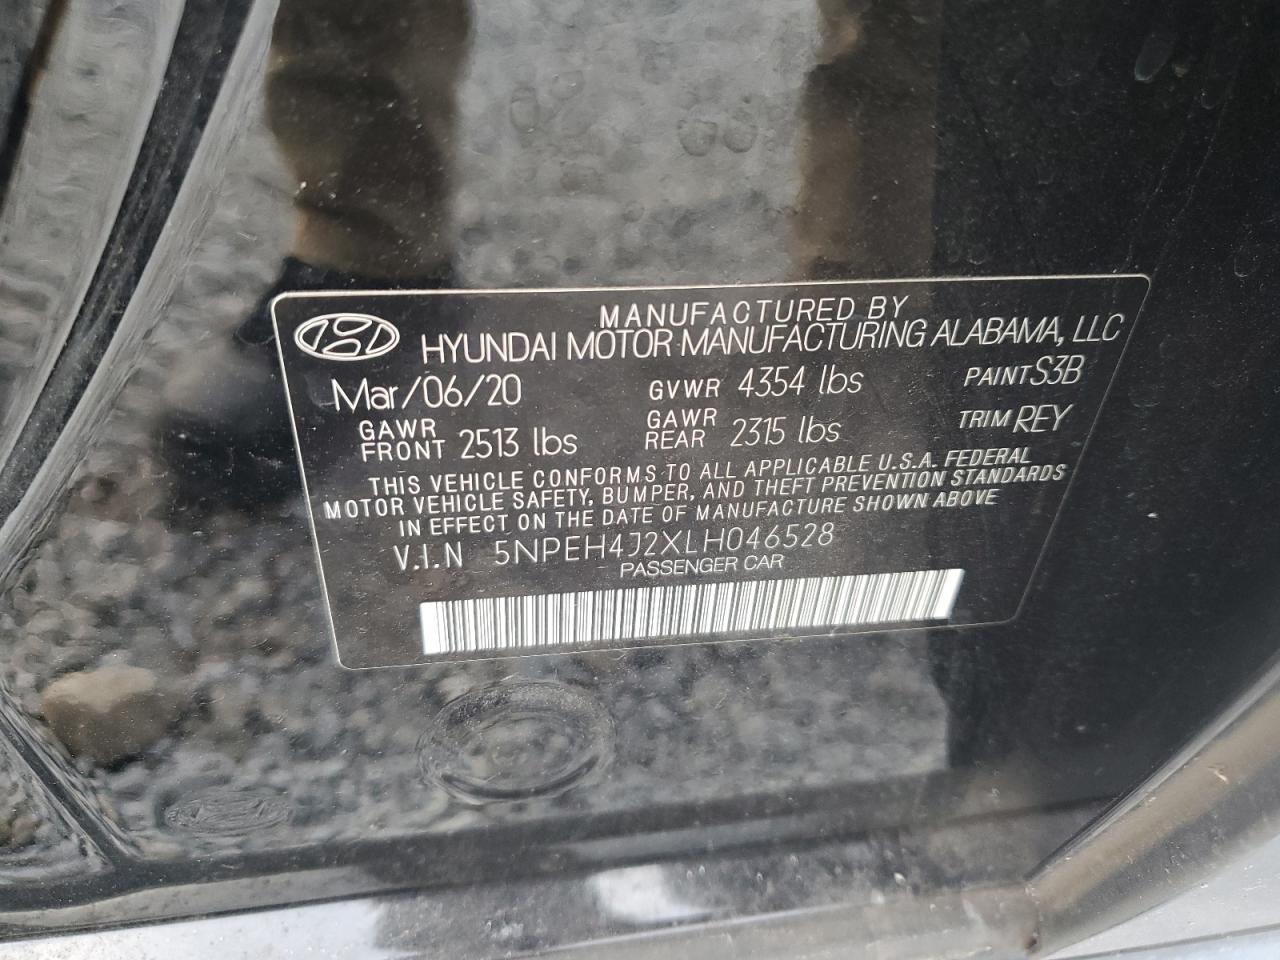 MANUFACTURED BY
HYUNDAI MOTOR MANUFACTURING ALABAMA, LLC
Mar/06/20 GVWR 4354 lbs PAINT S3B
GAWR FRONT 2513 lbs GAWR REAR 2315 lbs TRIM REY
THIS VEHICLE CONFORMS TO ALL APPLICABLE U.S.A. FEDERAL
MOTOR VEHICLE SAFETY, BUMPER, AND THEFT PREVENTION STANDARDS
IN EFFECT ON THE DATE OF MANUFACTURE SHOWN ABOVE
V.I.N 5NPEH4J2XLH046528
PASSENGER CAR